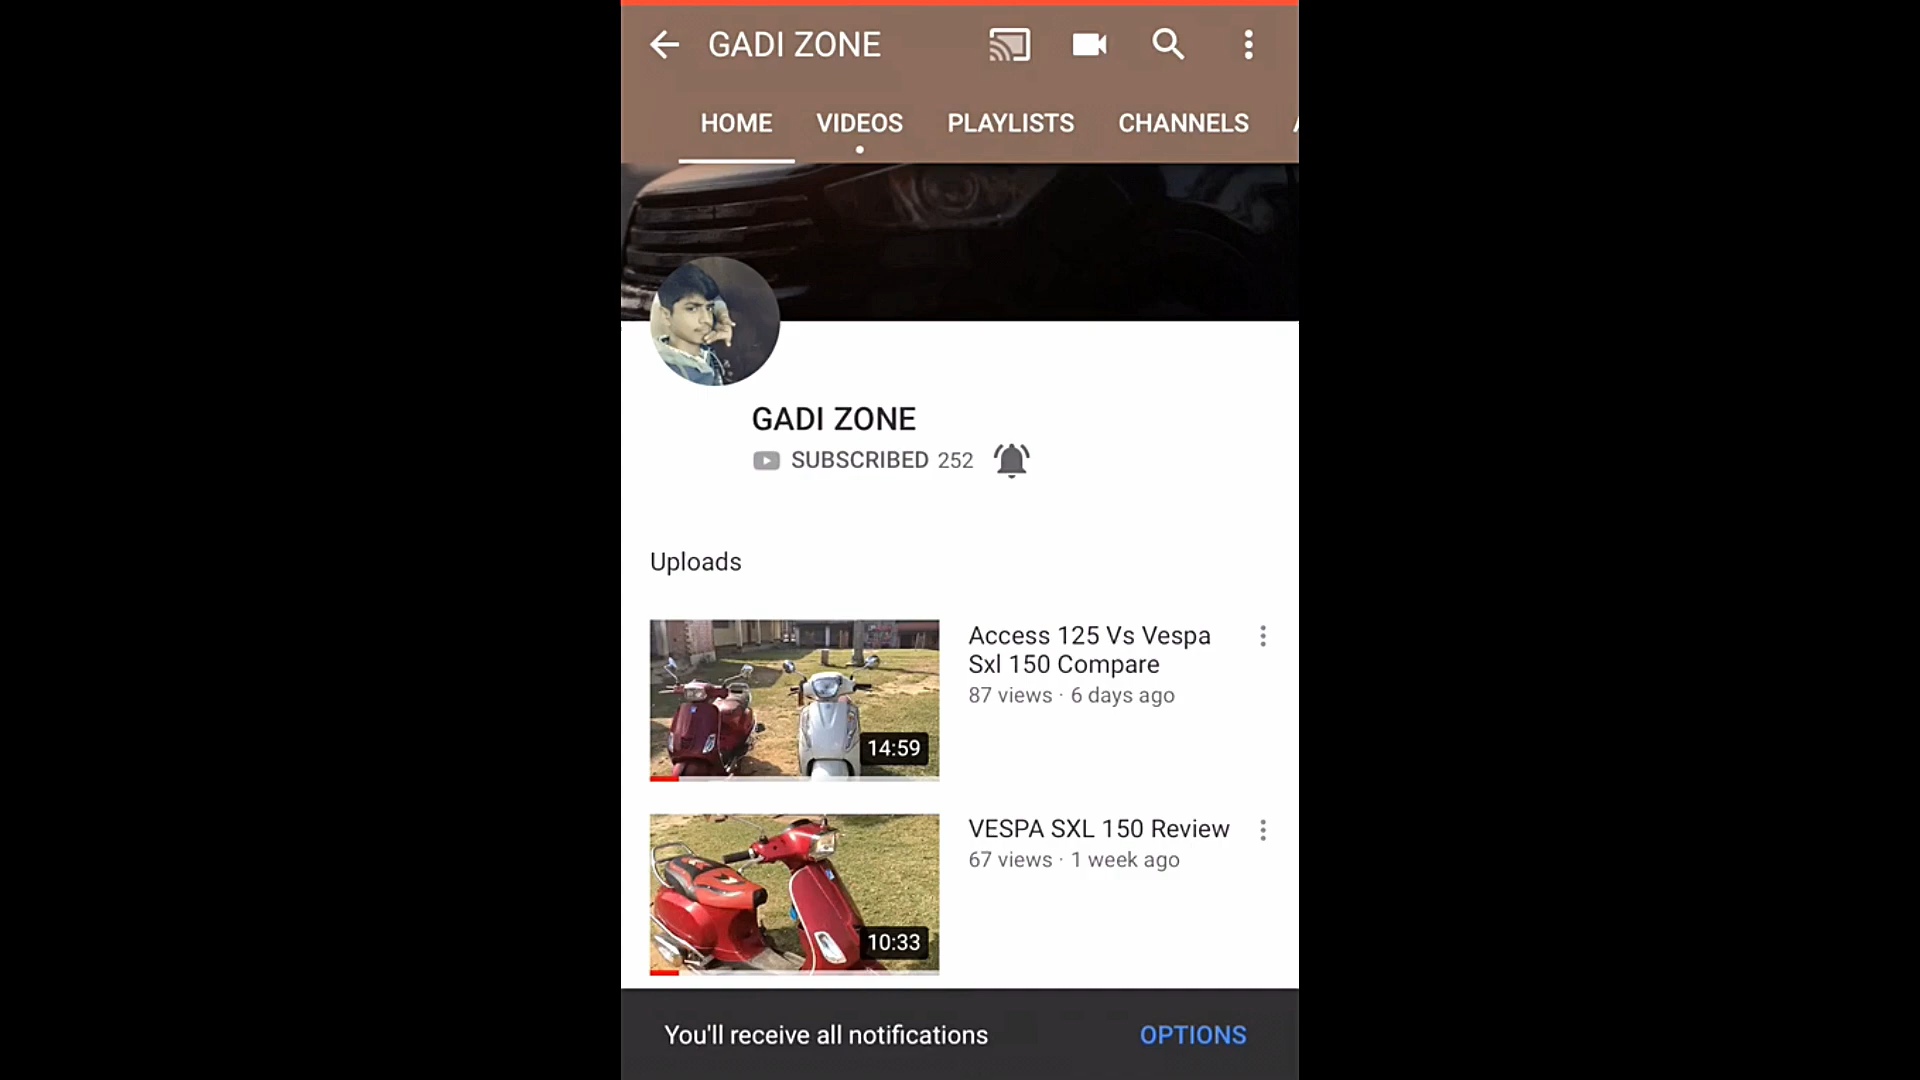 GADI ZONE
HOME VIDEOS PLAYLISTS CHANNELS
GADI ZONE
SUBSCRIBED 252
Uploads
Access 125 Vs Vespa
Sxl 150 Compare
87 views · 6 days ago
14:59
VESPA SXL 150 Review
67 views · 1 week ago
10:33
You'll receive all notifications OPTIONS